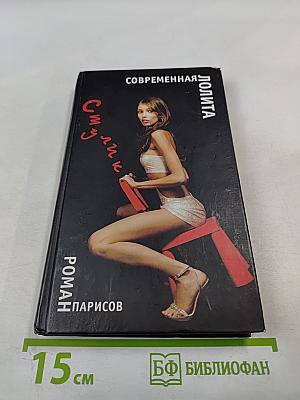 СОВРЕМЕННАЯ
ЛОЛИТА
Стулик
РОМАН
ПАРИСОВ
15 см
БФ БИБЛИОФАН